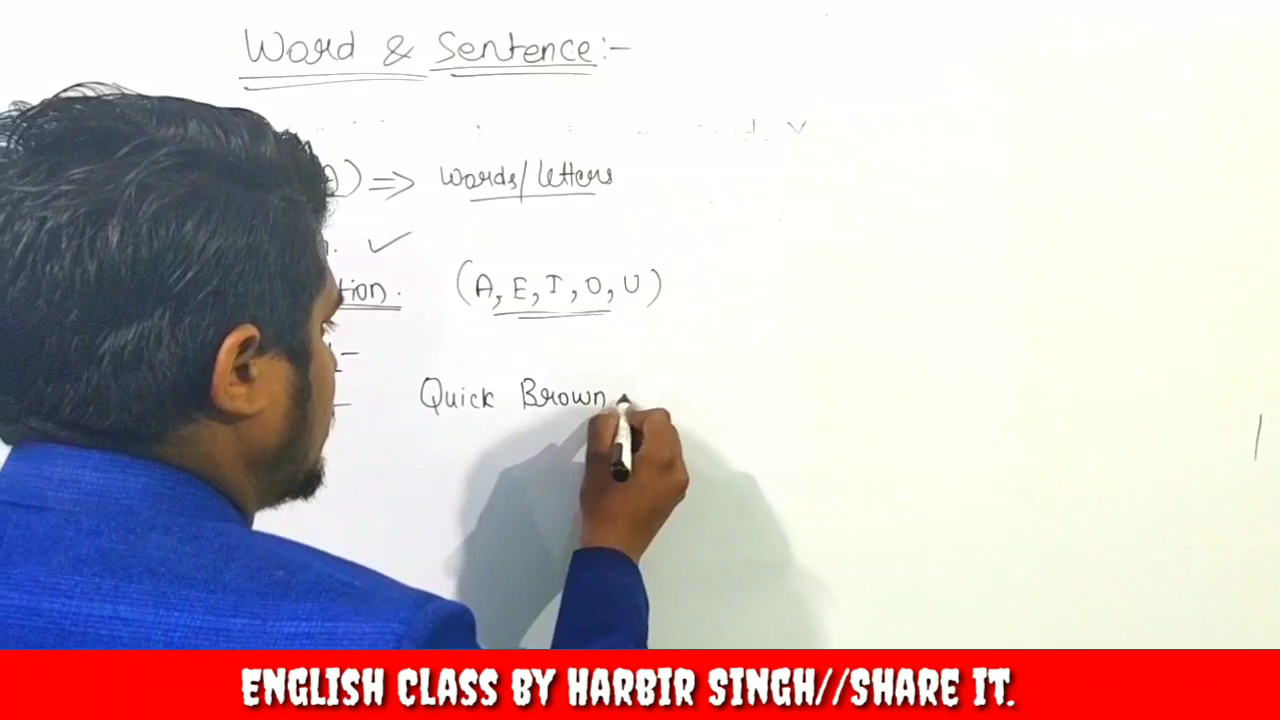 Word & Sentence:-
A) ⇒ words/letters
. ✓
tion. (A, E, I, O, U)
Quick Brown
ENGLISH CLASS BY HARBIR SINGH//SHARE IT.